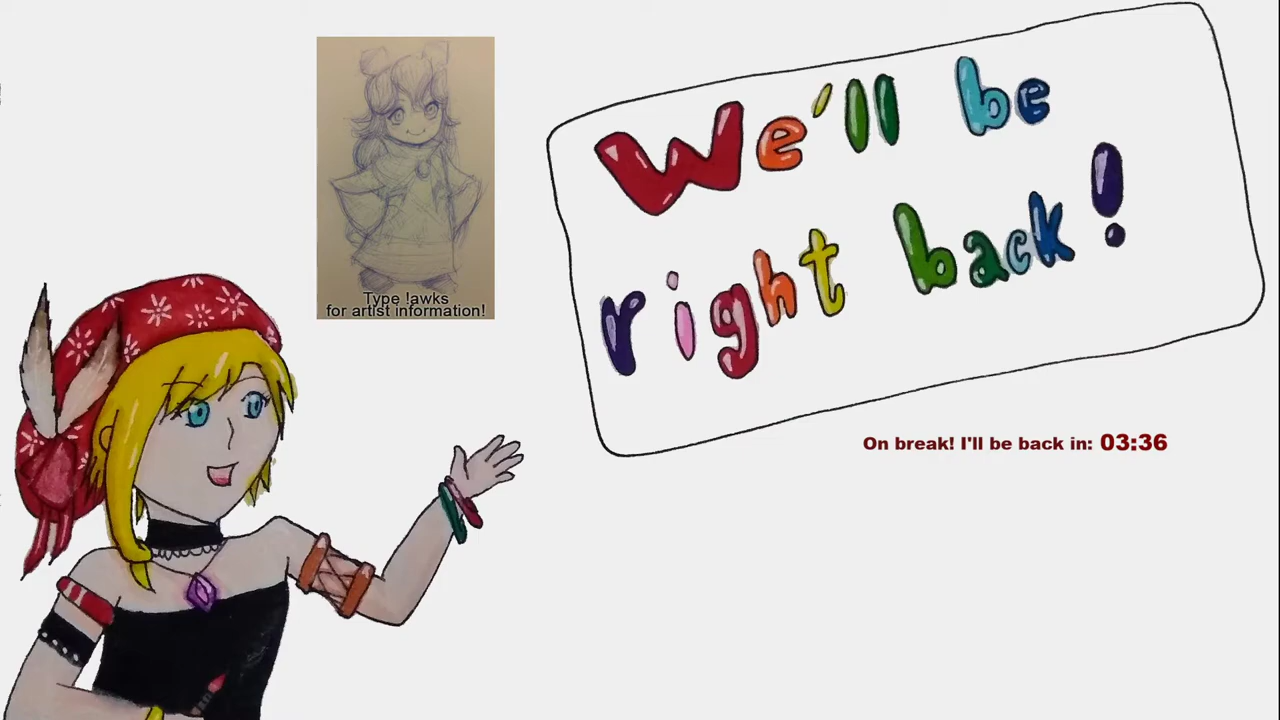 We'll be
right back!
Type !awks
for artist information!
On break! I'll be back in: 03:36